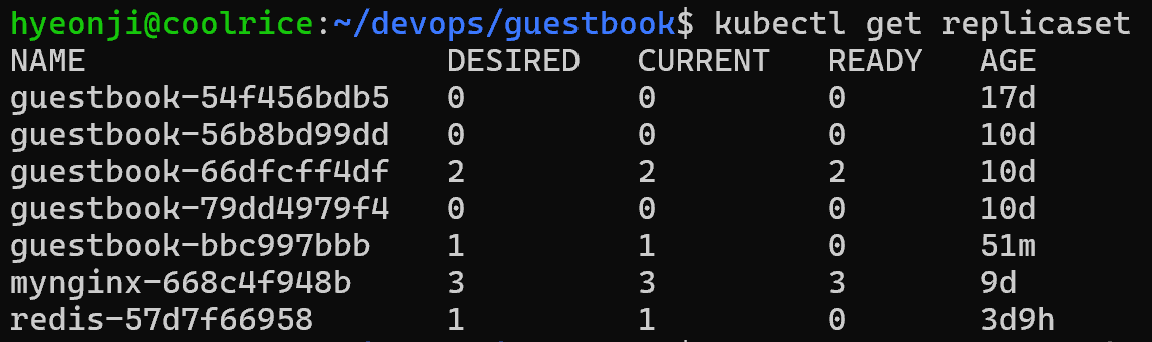 hyeonji@coolrice:~/devops/guestbook$ kubectl get replicaset
NAME DESIRED CURRENT READY AGE
guestbook-54f456bdb5 0 0 0 17d
guestbook-56b8bd99dd 0 0 0 10d
guestbook-66dfcff4df 2 2 2 10d
guestbook-79dd4979f4 0 0 0 10d
guestbook-bbc997bbb 1 1 0 51m
mynginx-668c4f948b 3 3 3 9d
redis-57d7f66958 1 1 0 3d9h